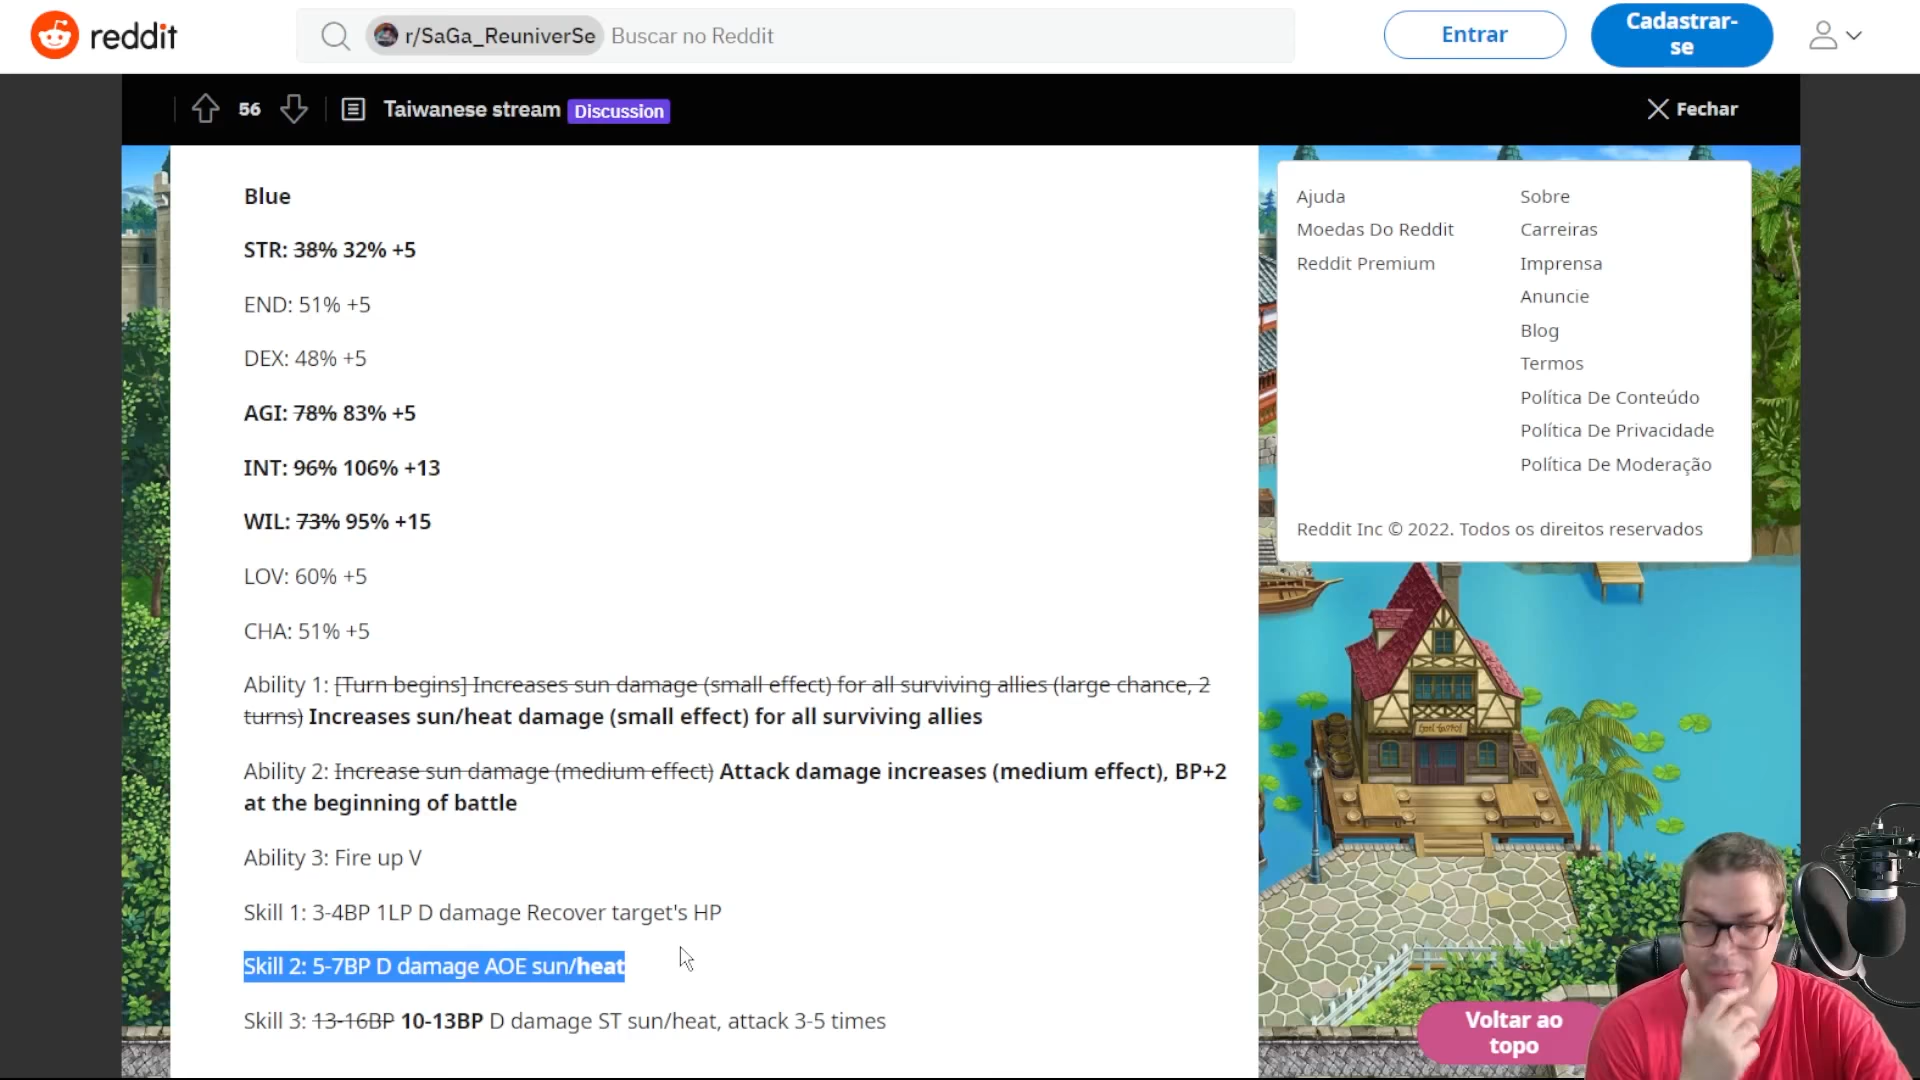 reddit
r/SaGa_ReuniverSe Buscar no Reddit
Entrar
Cadastrar-
se
56
Taiwanese stream Discussion
Fechar
Blue
STR: 38% 32% +5
END: 51% +5
DEX: 48% +5
AGI: 78% 83% +5
INT: 96% 106% +13
WIL: 73% 95% +15
LOV: 60% +5
CHA: 51% +5
Ability 1: [Turn begins] Increases sun damage (small effect) for all surviving allies (large chance, 2
turns) Increases sun/heat damage (small effect) for all surviving allies
Ability 2: Increase sun damage (medium effect) Attack damage increases (medium effect), BP+2
at the beginning of battle
Ability 3: Fire up V
Skill 1: 3-4BP 1LP D damage Recover target's HP
Skill 2: 5-7BP D damage AOE sun/heat
Skill 3: 13-16BP 10-13BP D damage ST sun/heat, attack 3-5 times
Ajuda
Moedas Do Reddit
Reddit Premium
Sobre
Carreiras
Imprensa
Anuncie
Blog
Termos
Política De Conteúdo
Política De Privacidade
Política De Moderação
Reddit Inc © 2022. Todos os direitos reservados
Voltar ao
topo